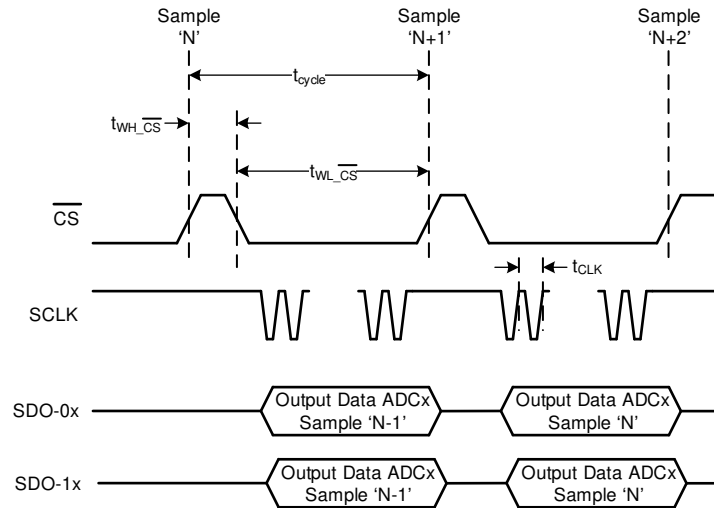 Sample
'N'
Sample
'N+1'
Sample
'N+2'
tcycle
tWH_CS
tWL_CS
CS
tCLK
SCLK
SDO-0x
Output Data ADCx
Sample 'N-1'
Output Data ADCx
Sample 'N'
SDO-1x
Output Data ADCx
Sample 'N-1'
Output Data ADCx
Sample 'N'